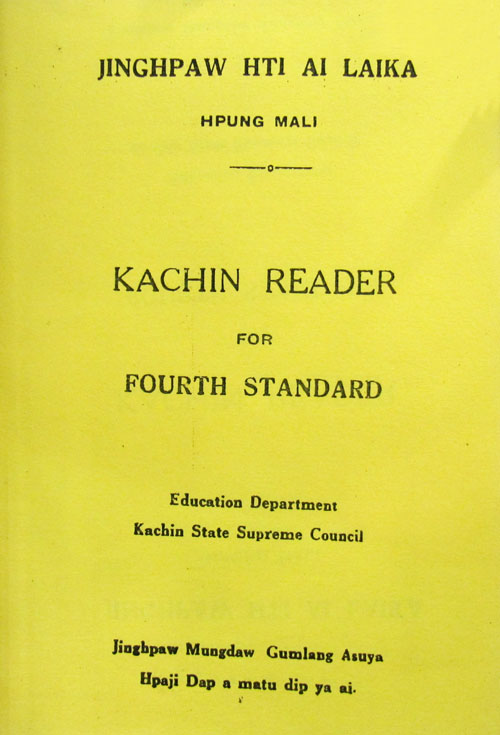 JINGHPAW HTI AI LAIKA
HPUNG MALI
KACHIN READER
FOR
FOURTH STANDARD
Education Department
Kachin State Supreme Council
Jinghpaw Mungdaw Gumlang Asuya
Hpaji Dap a matu dip ya ai.